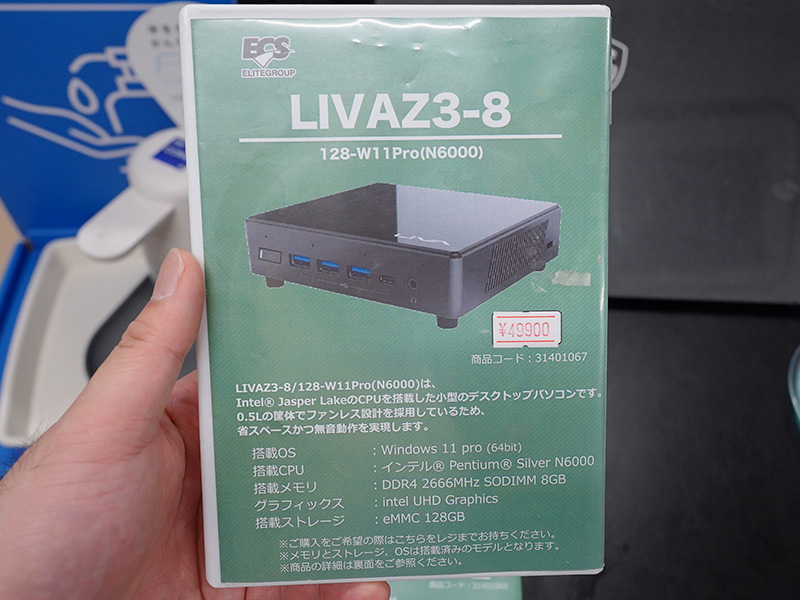 ECS
ELITEGROUP
LIVAZ3-8
128-W11Pro(N6000)
¥49900
商品コード：31401067
LIVAZ3-8/128-W11Pro(N6000)は、
Intel® Jasper LakeのCPUを搭載した小型のデスクトップパソコンです。
0.5Lの筐体でファンレス設計を採用しているため、
省スペースかつ無音動作を実現します。
搭載OS ：Windows 11 pro (64bit)
搭載CPU ：インテル® Pentium® Silver N6000
搭載メモリ ：DDR4 2666MHz SODIMM 8GB
グラフィックス ：intel UHD Graphics
搭載ストレージ ：eMMC 128GB
※ご購入をご希望の際はこちらをレジまでお持ちください。
※メモリとストレージ、OSは搭載済みのモデルとなります。
※商品の詳細は裏面をご参照ください。